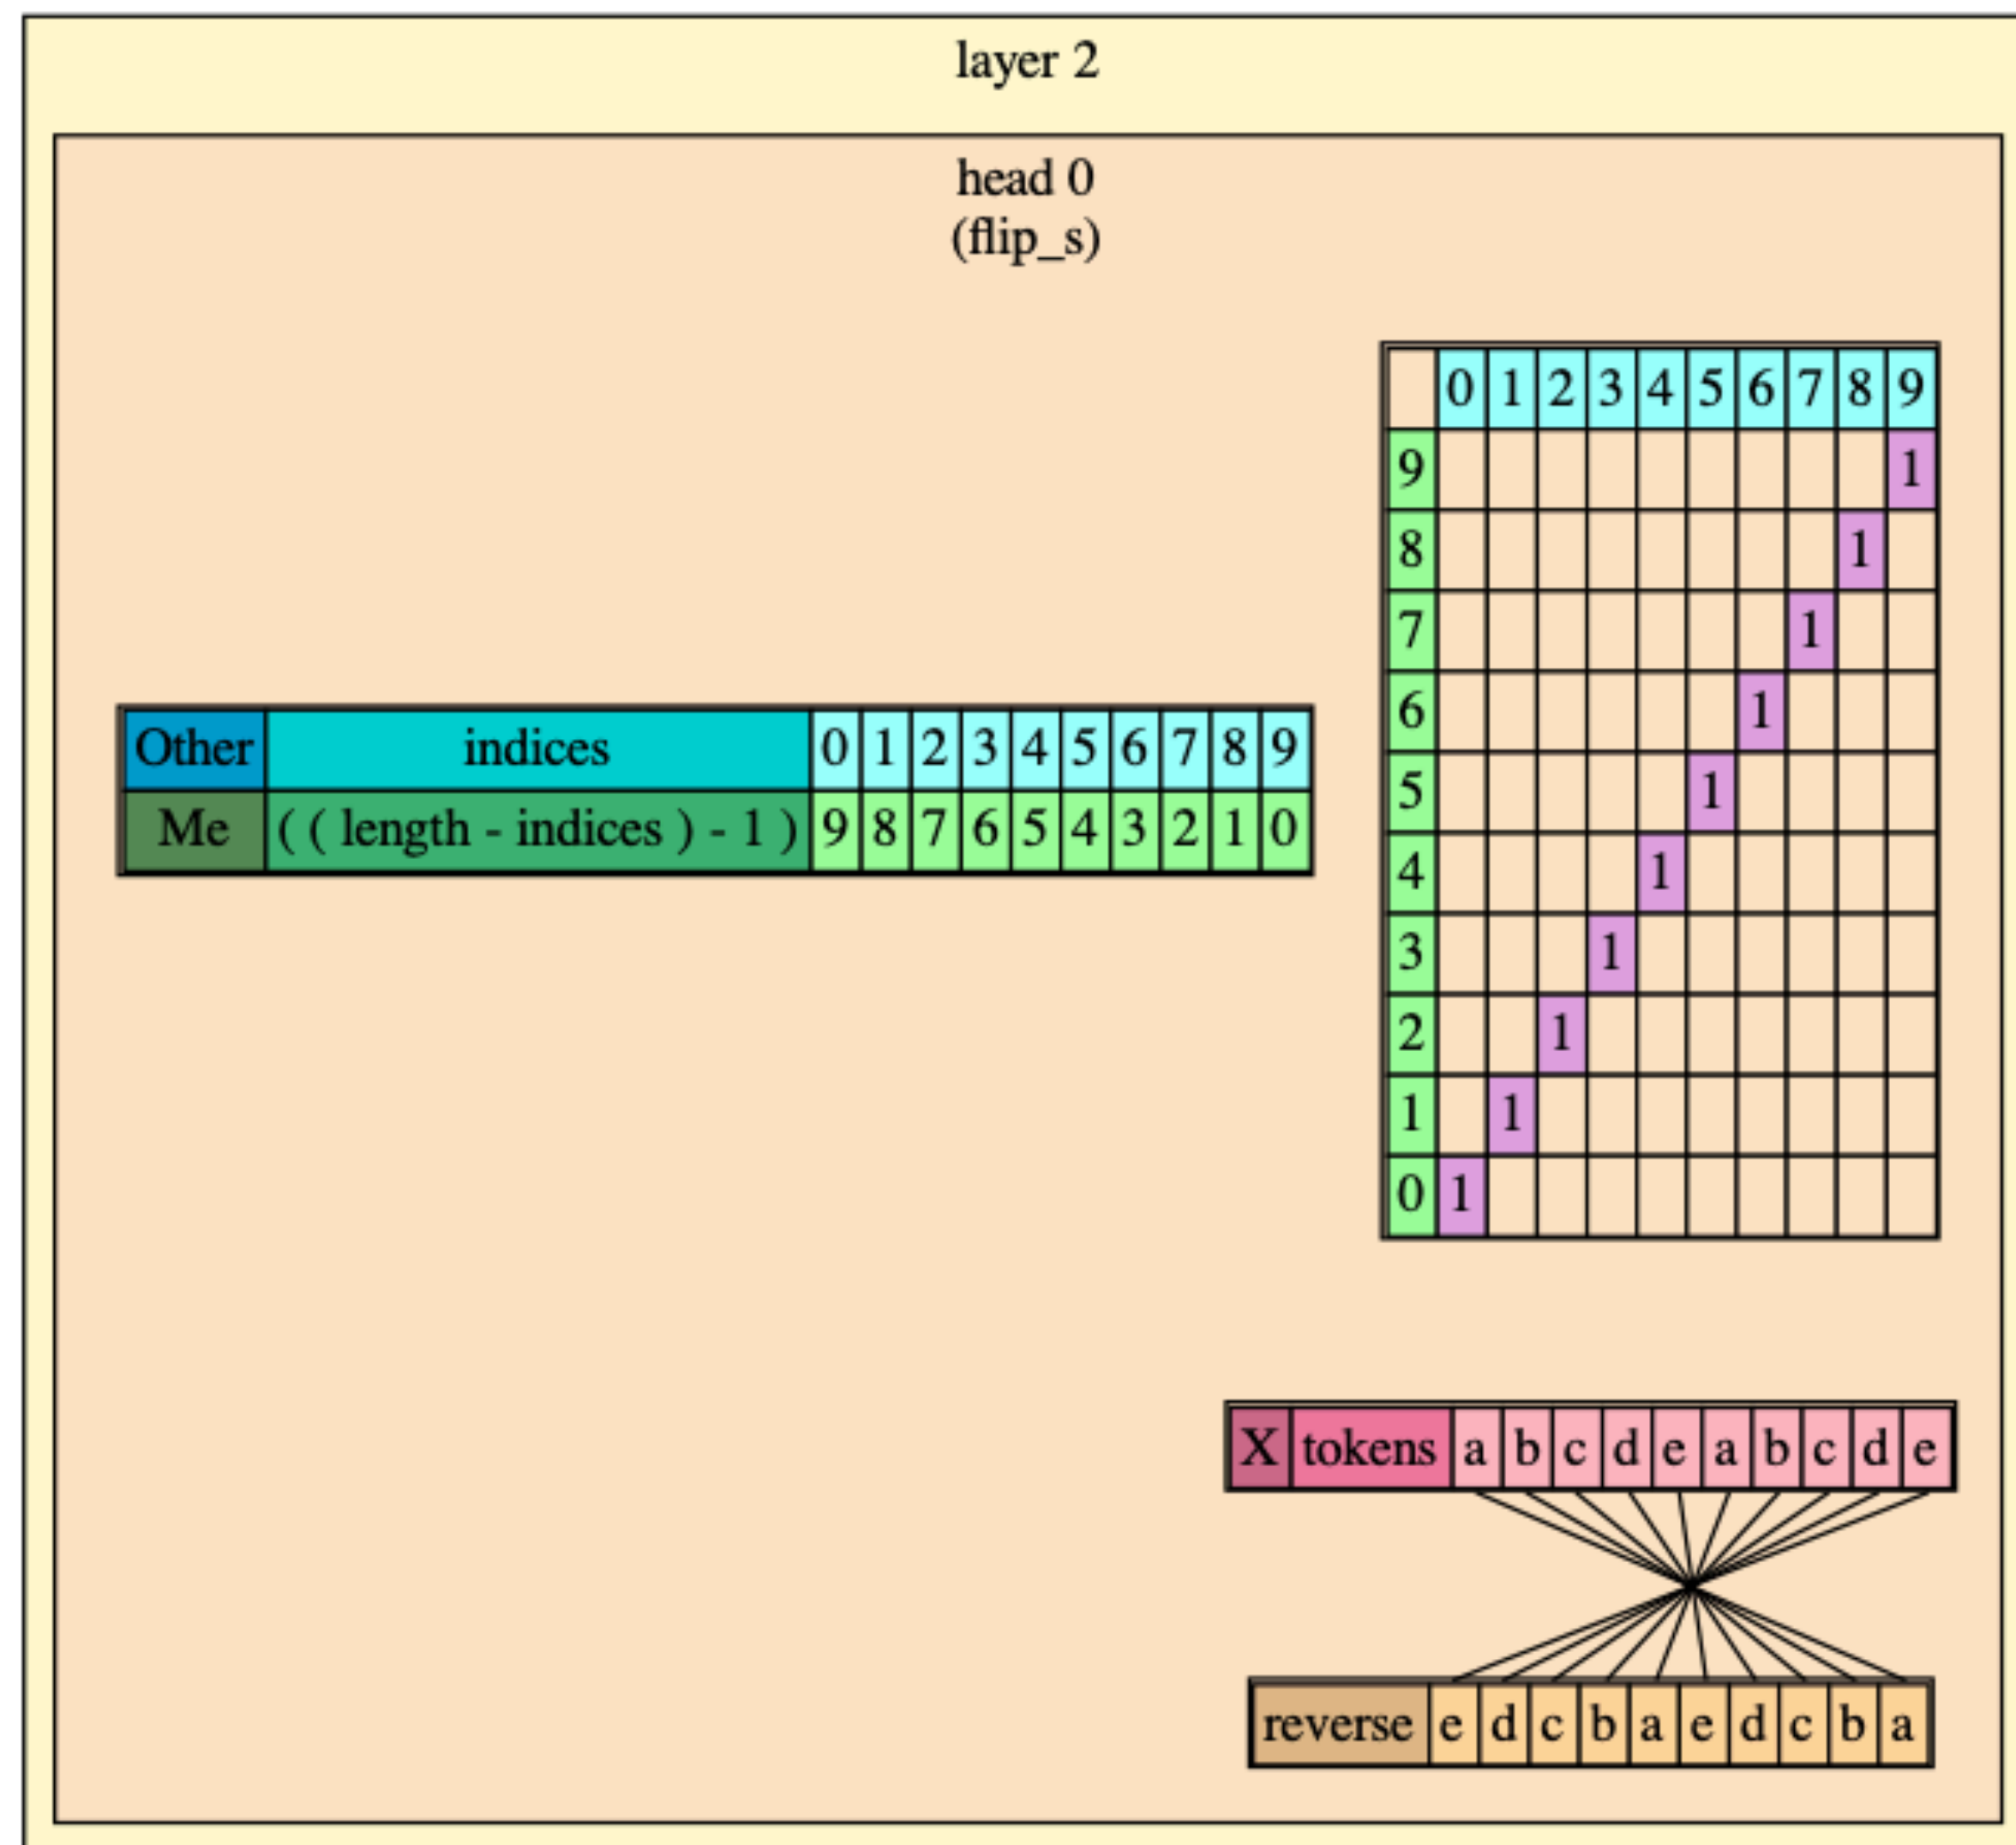 layer 2
head 0
(flip_s)
0 1 2 3 4 5 6 7 8 9
9 1
8 1
7 1
6 1
5 1
4 1
3 1
2 1
1 1
0 1
Other indices 0 1 2 3 4 5 6 7 8 9
Me ( ( length - indices ) - 1 ) 9 8 7 6 5 4 3 2 1 0
X tokens a b c d e a b c d e
reverse e d c b a e d c b a